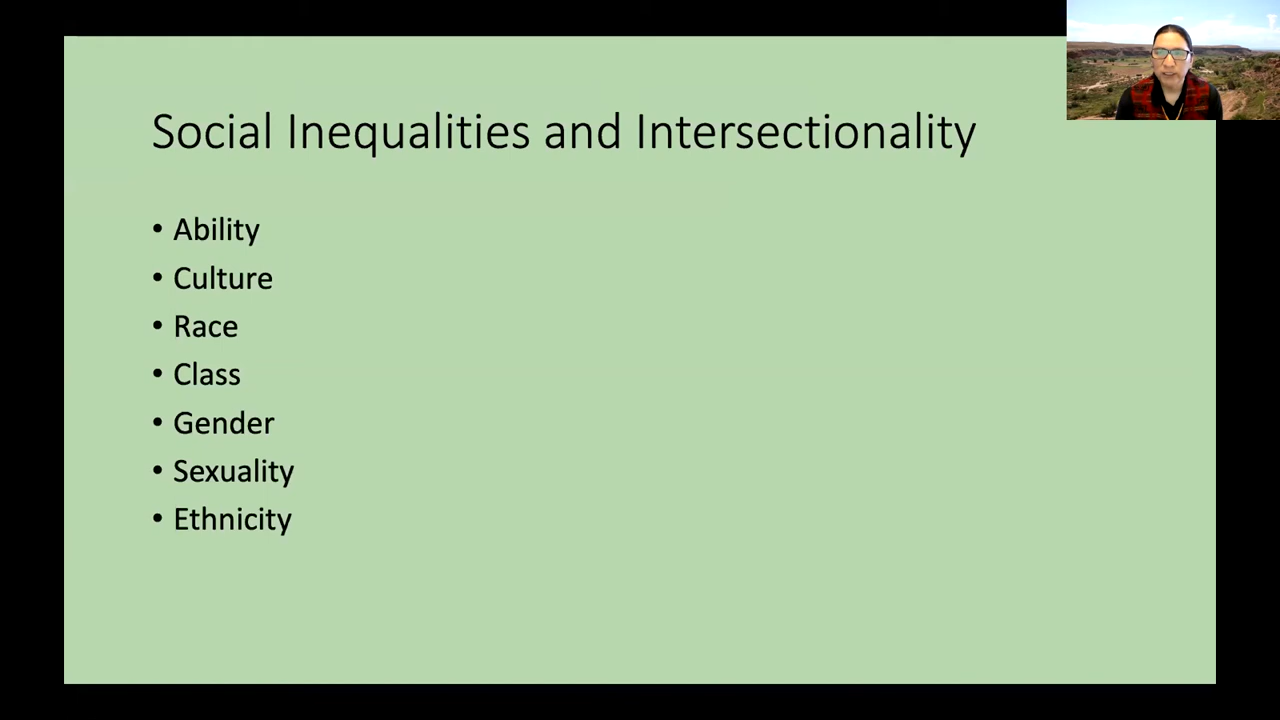 Social Inequalities and Intersectionality
• Ability
• Culture
• Race
• Class
• Gender
• Sexuality
• Ethnicity